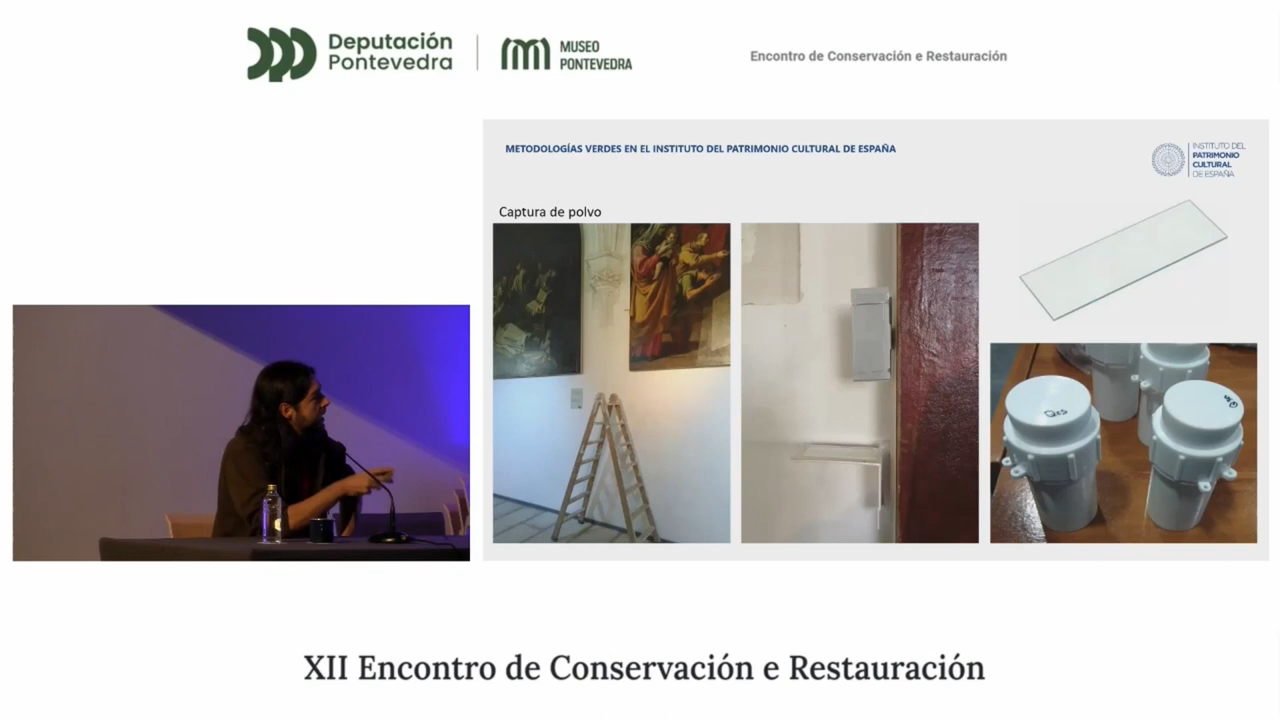 Deputación
Pontevedra
MUSEO
PONTEVEDRA
Encontro de Conservación e Restauración
METODOLOGÍAS VERDES EN EL INSTITUTO DEL PATRIMONIO CULTURAL DE ESPAÑA
INSTITUTO DEL
PATRIMONIO
CULTURAL
DE ESPAÑA
Captura de polvo
XII Encontro de Conservación e Restauración